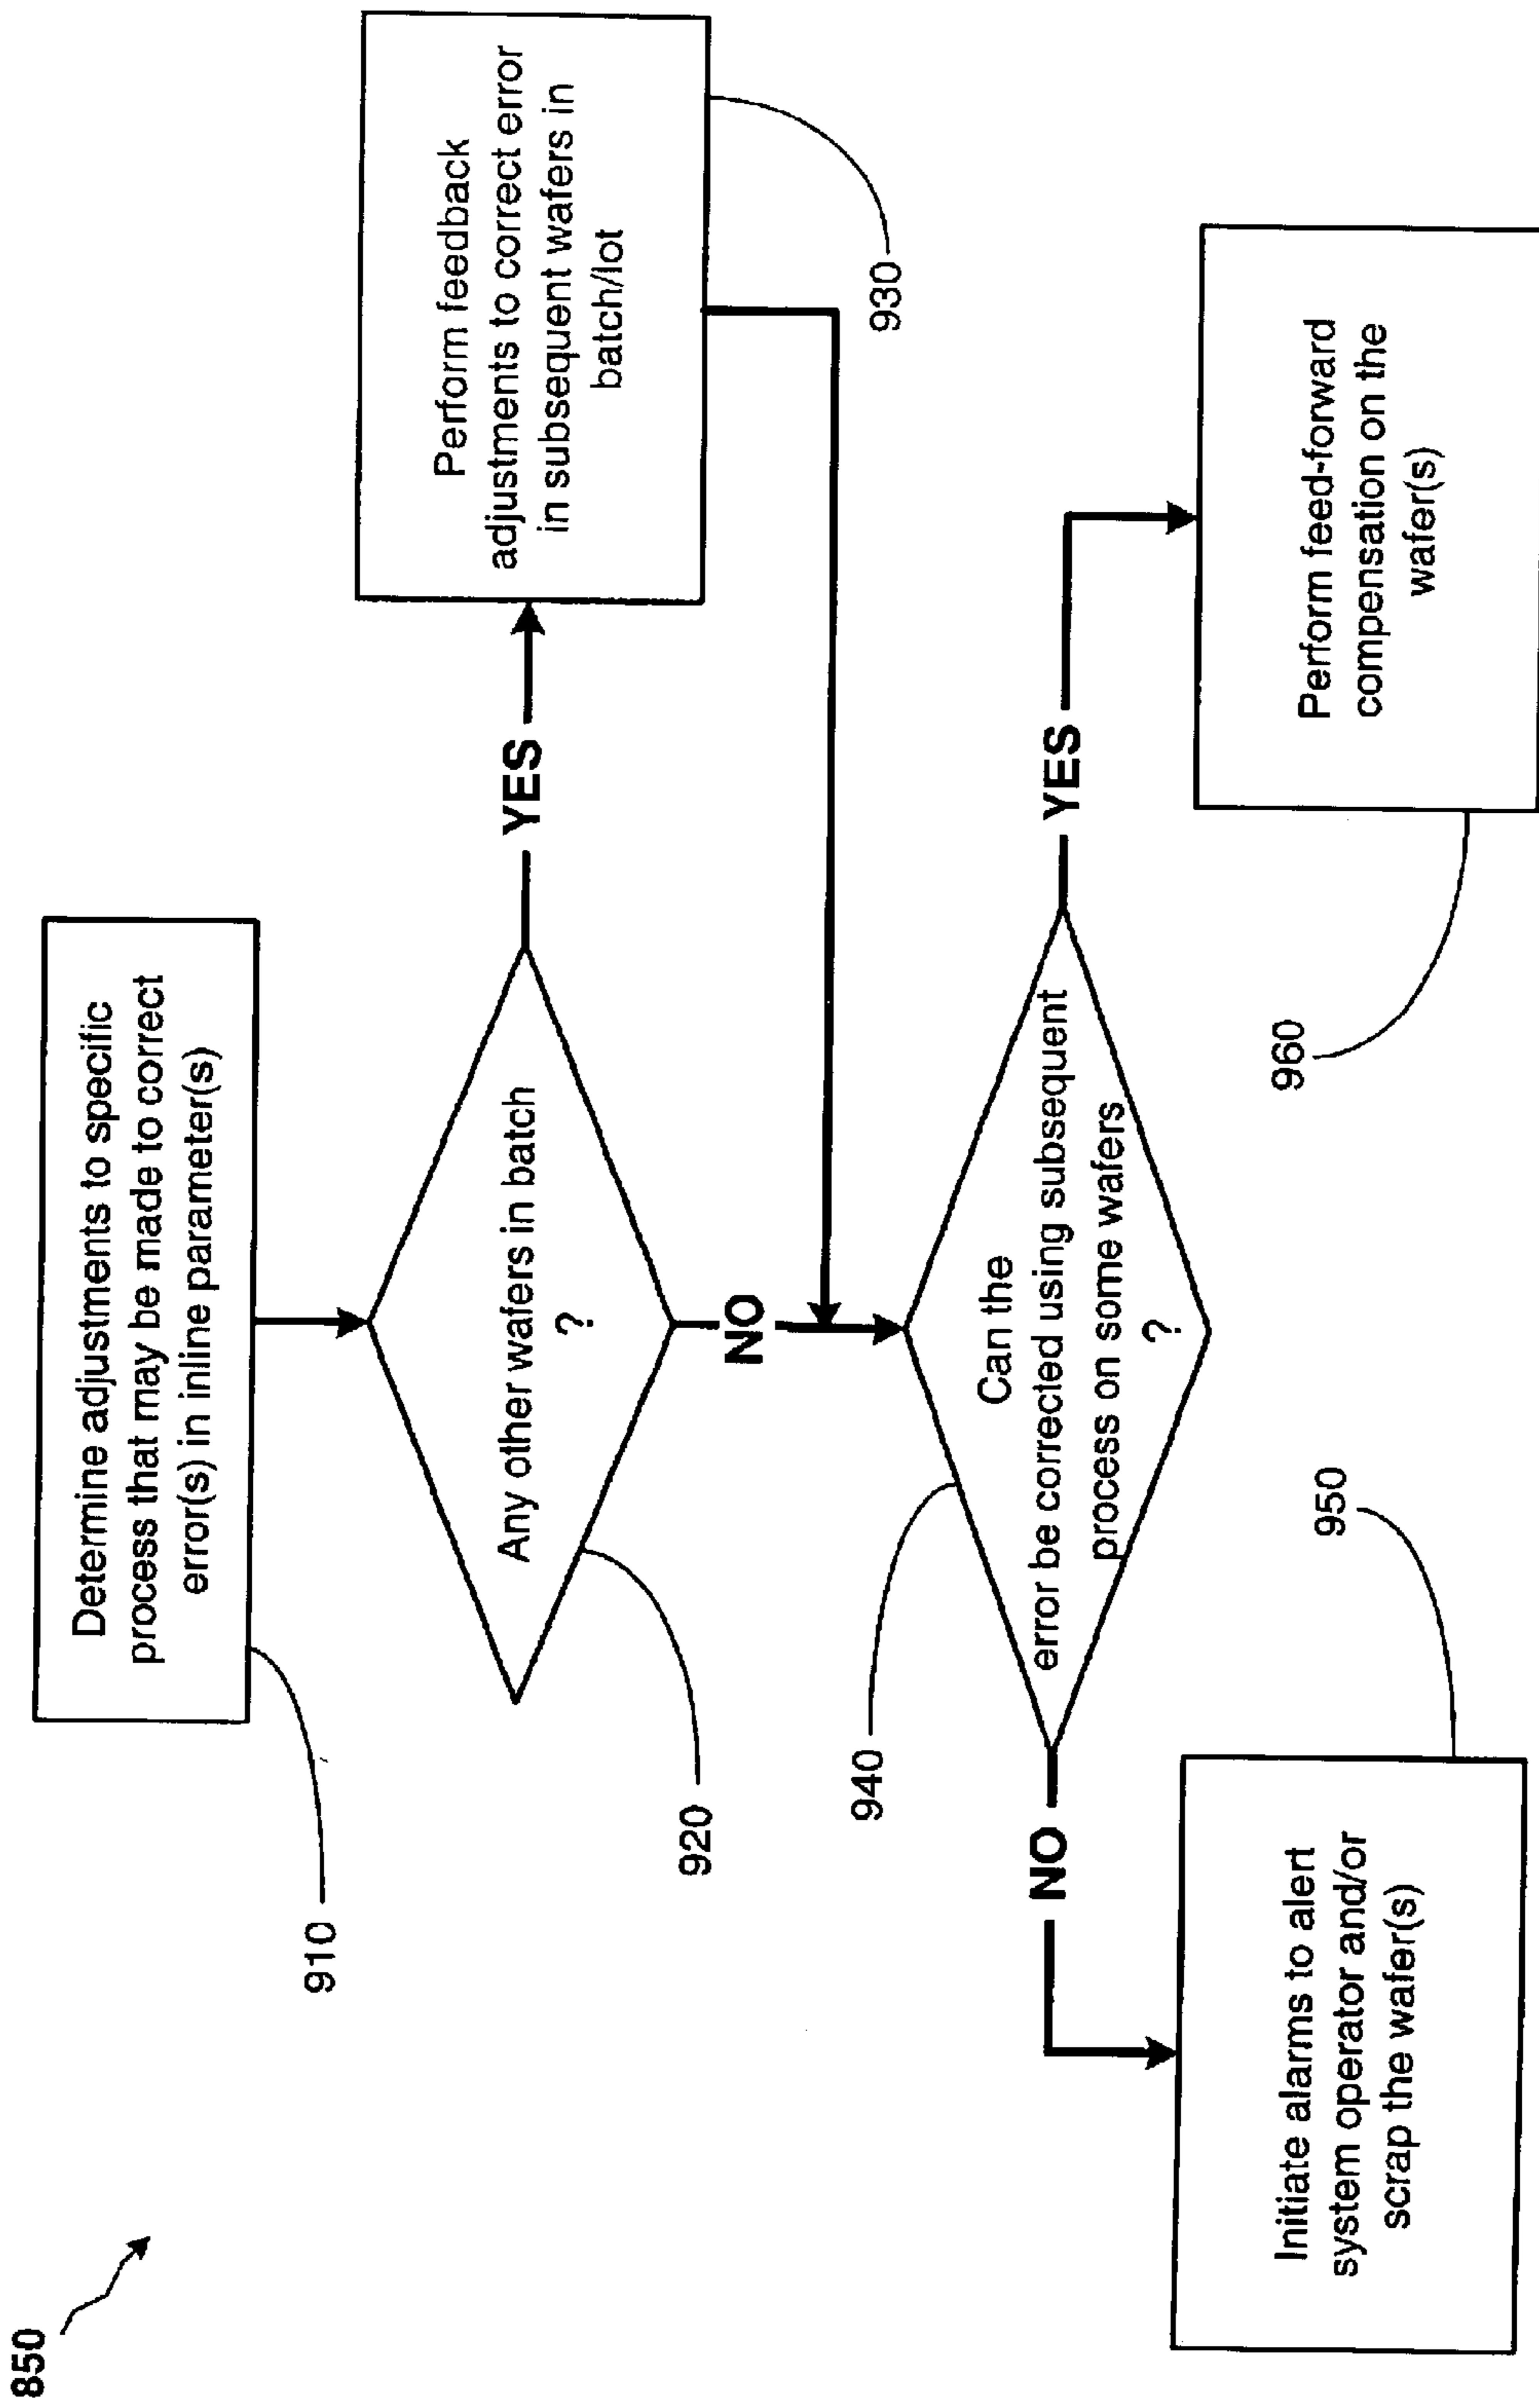 850
Determine adjustments to specific
process that may be made to correct
error(s) in inline parameter(s)
910
Any other wafers in batch
?
920
YES
Perform feedback
adjustments to correct error
in subsequent wafers in
batch/lot
930
NO
Can the
error be corrected using subsequent
process on some wafers
?
940
NO
YES
Initiate alarms to alert
system operator and/or
scrap the wafer(s)
950
Perform feed-forward
compensation on the
wafer(s)
960